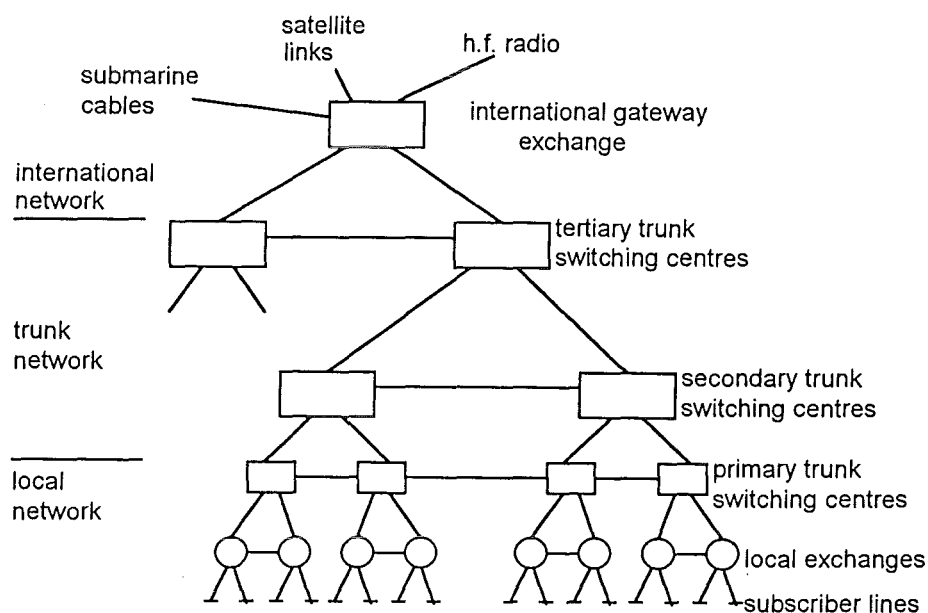 satellite
links
h.f. radio
submarine
cables
international gateway
exchange
international
network
tertiary trunk
switching centres
trunk
network
secondary trunk
switching centres
local
network
primary trunk
switching centres
local exchanges
subscriber lines